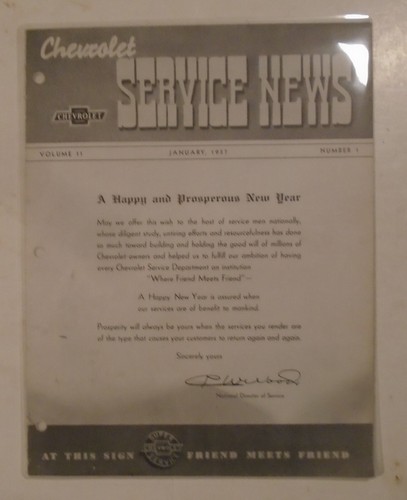 Chevrolet
SERVICE NEWS
CHEVROLET
VOLUME 11 JANUARY, 1937 NUMBER 1
A Happy and Prosperous New Year
May we offer this wish to the host of service men nationally,
whose diligent study, untiring efforts and resourcefulness has done
so much toward building and holding the good will of millions of
Chevrolet owners and helped us to fulfill our ambition of having
every Chevrolet Service Department an institution
"Where Friend Meets Friend"—
A Happy New Year is assured when
our services are of benefit to mankind.
Prosperity will always be yours when the services you render are
of the type that causes your customers to return again and again.
Sincerely yours
National Director of Service
AT THIS SIGN FRIEND MEETS FRIEND